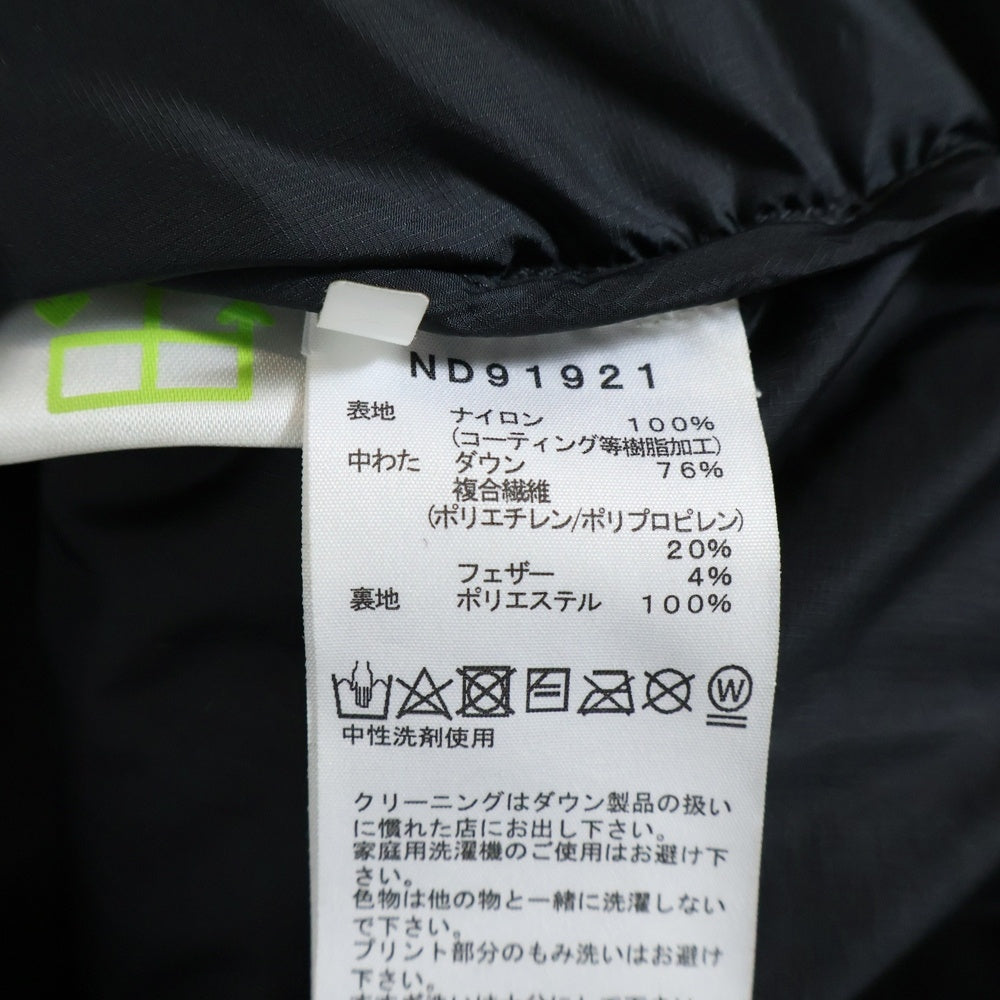 ND91921
表地 ナイロン 100%
(コーティング等樹脂加工)
中わた ダウン 76%
複合繊維
(ポリエチレン/ポリプロピレン)
20%
フェザー 4%
裏地 ポリエステル 100%
W
中性洗剤使用
クリーニングはダウン製品の扱い
に慣れた店にお出し下さい。
家庭用洗濯機のご使用はお避け下
さい。
色物は他の物と一緒に洗濯しない
で下さい。
プリント部分のもみ洗いはお避け
下さい。